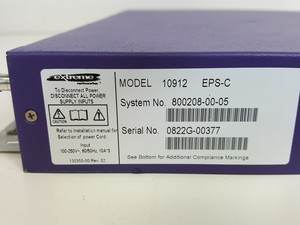 extreme
networks
To Disconnect Power,
DISCONNECT ALL POWER
SUPPLY INPUTS
Refer to Installation manual for
Selection of power Cord.
Input
100-250V~, 60/50Hz, 10A*3
MODEL 10912 EPS-C
System No. 800208-00-05
Serial No. 0822G-00377
See Bottom for Additional Compliance Markings